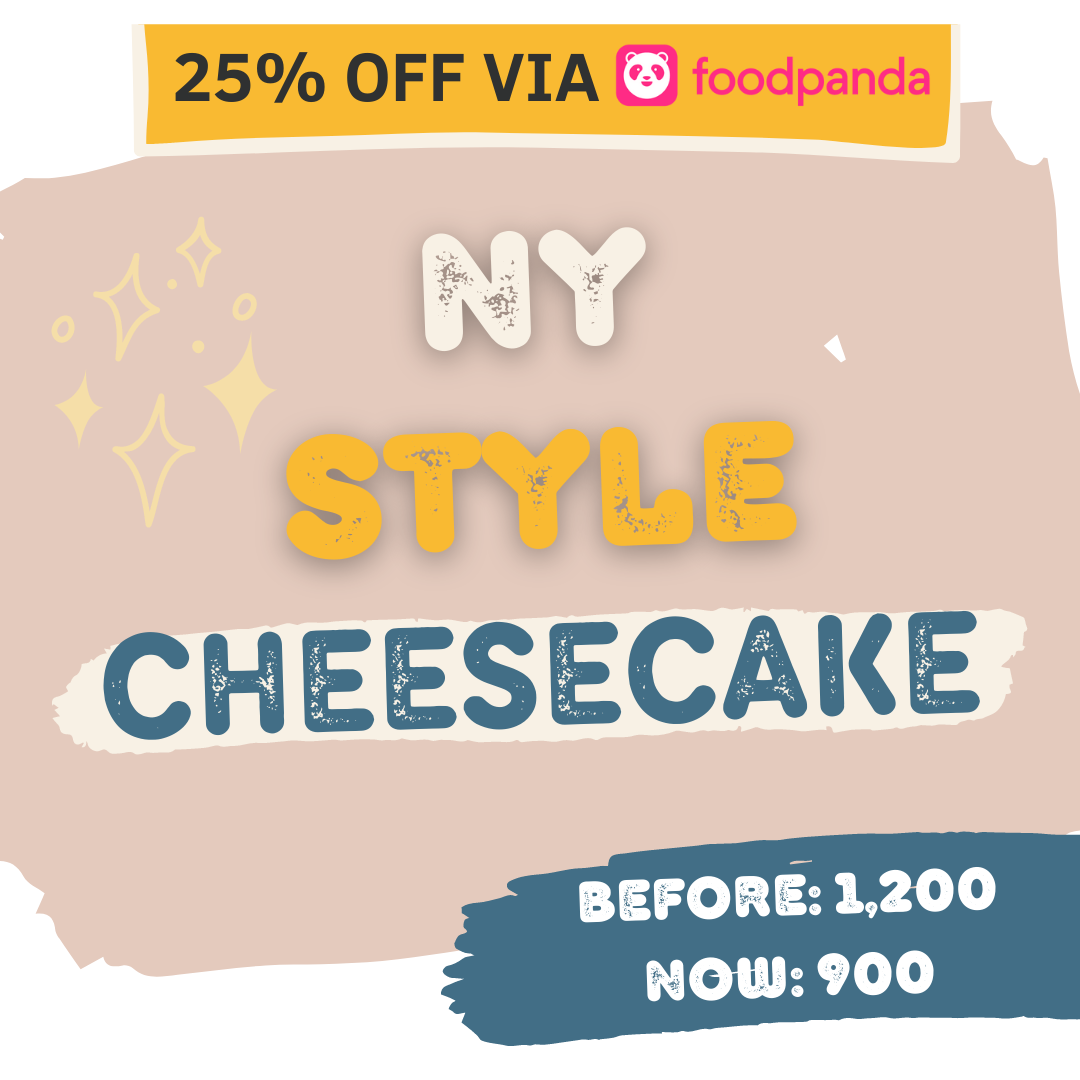 25% OFF VIA foodpanda
NY
STYLE
CHEESECAKE
BEFORE: 1,200
NOW: 900